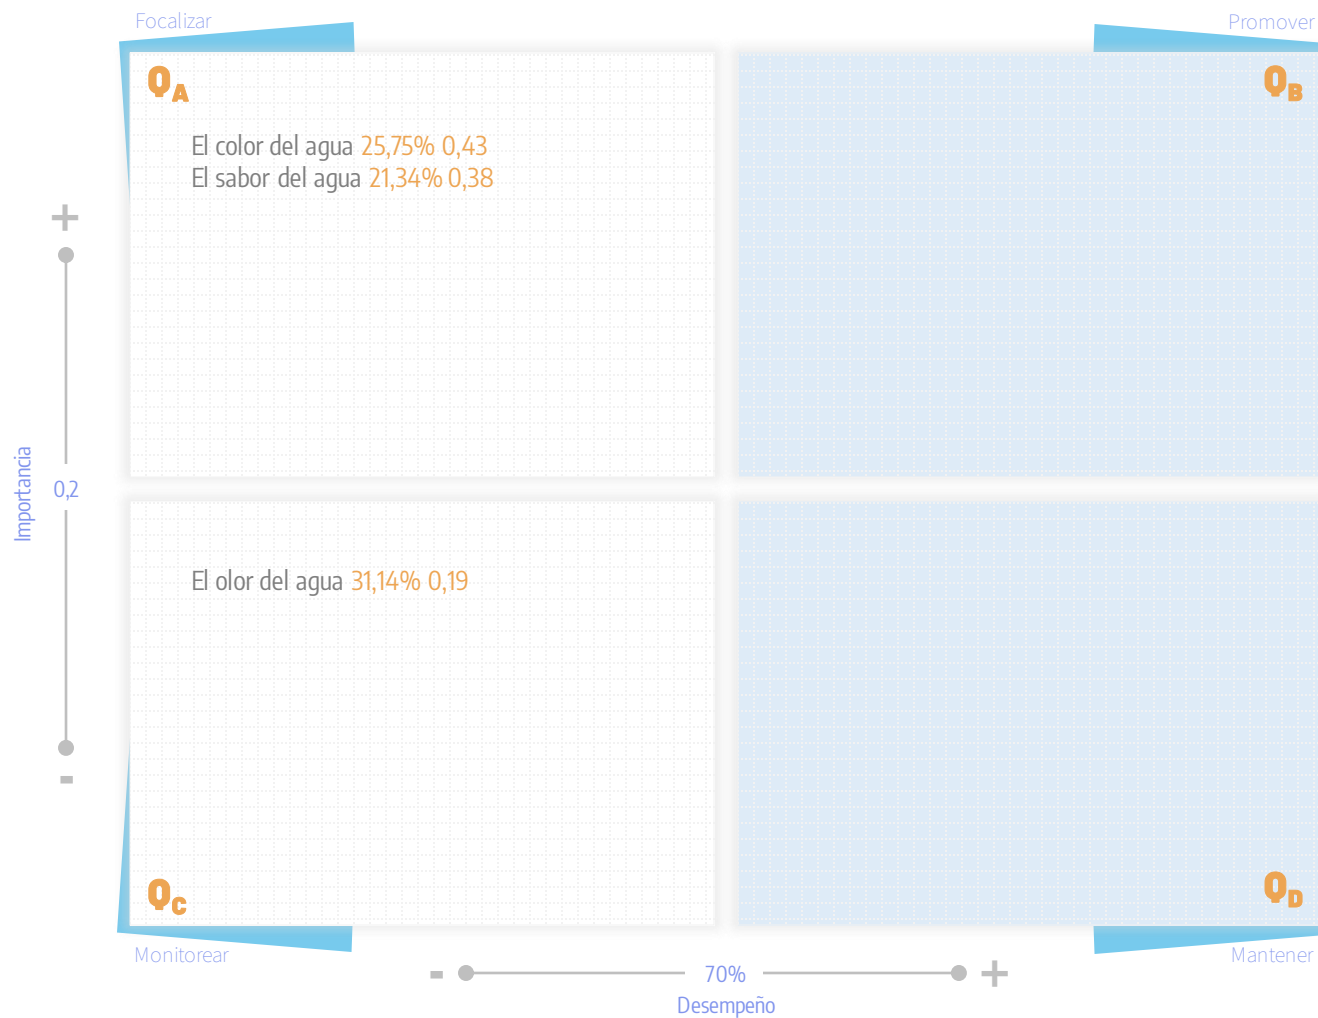 Focalizar
Promover
QA
QB
El color del agua 25,75% 0,43
El sabor del agua 21,34% 0,38
+
Importancia
0,2
El olor del agua 31,14% 0,19
-
QC
QD
Monitorear
Mantener
- 70% +
Desempeño